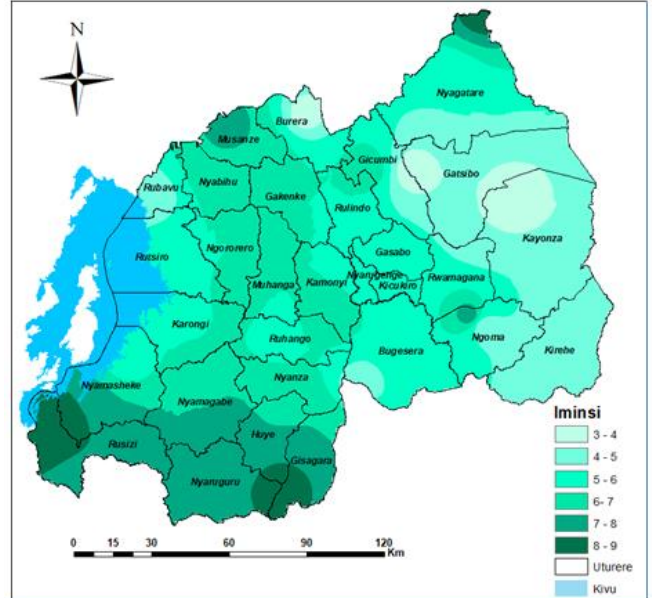 N
Nyagatare
Burera
Musanze
Gicumbi
Gatsibo
Rubavu
Nyabihu
Gakenke
Rulindo
Kayonza
Rutsiro
Ngororero
Gasabo
Muhanga
Kamonyi
Nyarugenge
Kicukiro
Rwamagana
Karongi
Ruhango
Bugesera
Ngoma
Kirehe
Nyamasheke
Nyamagabe
Nyanza
Rusizi
Huye
Gisagara
Nyaruguru
Iminsi
3 - 4
4 - 5
5 - 6
6- 7
7 - 8
8 - 9
Uturere
Kivu
0 15 30 60 90 120
Km